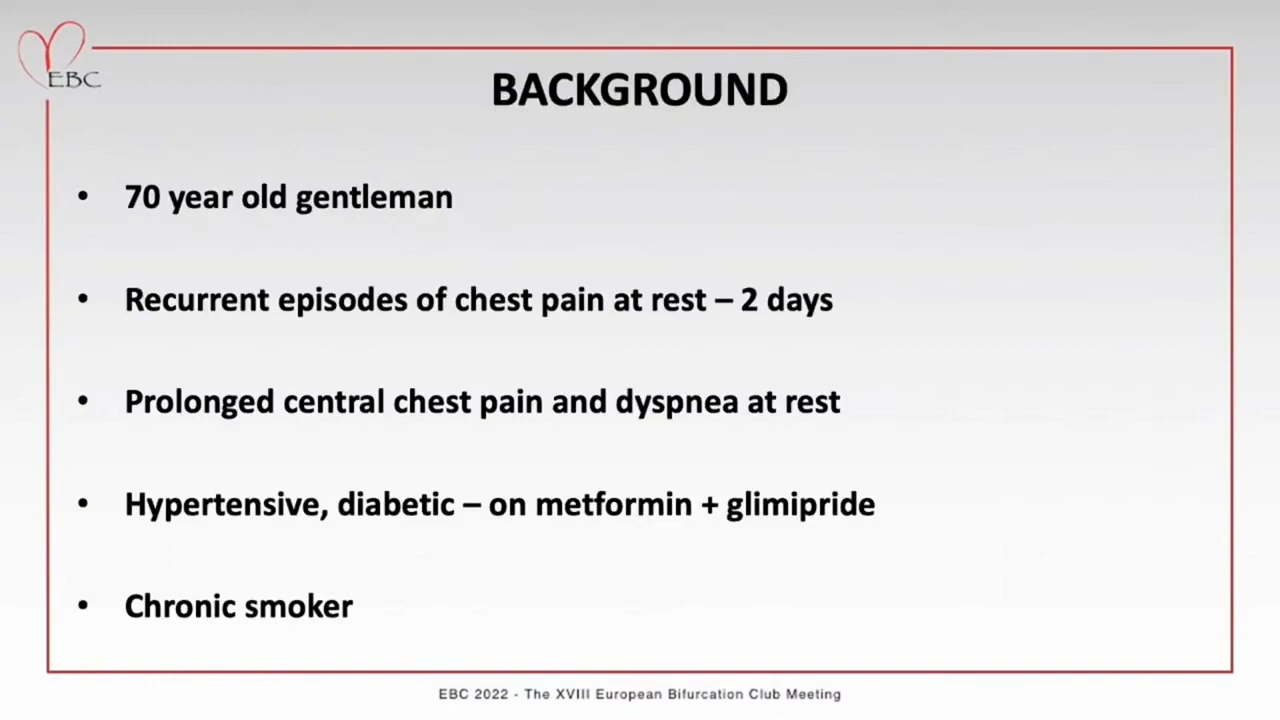 EBC
BACKGROUND
• 70 year old gentleman
• Recurrent episodes of chest pain at rest – 2 days
• Prolonged central chest pain and dyspnea at rest
• Hypertensive, diabetic – on metformin + glimipride
• Chronic smoker
EBC 2022 - The XVIII European Bifurcation Club Meeting